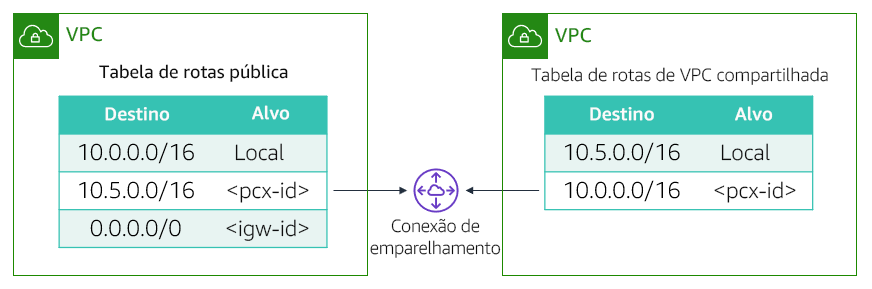 VPC
Tabela de rotas pública
Destino Alvo
10.0.0.0/16 Local
10.5.0.0/16 <pcx-id>
0.0.0.0/0 <igw-id>
Conexão de
emparelhamento
VPC
Tabela de rotas de VPC compartilhada
Destino Alvo
10.5.0.0/16 Local
10.0.0.0/16 <pcx-id>